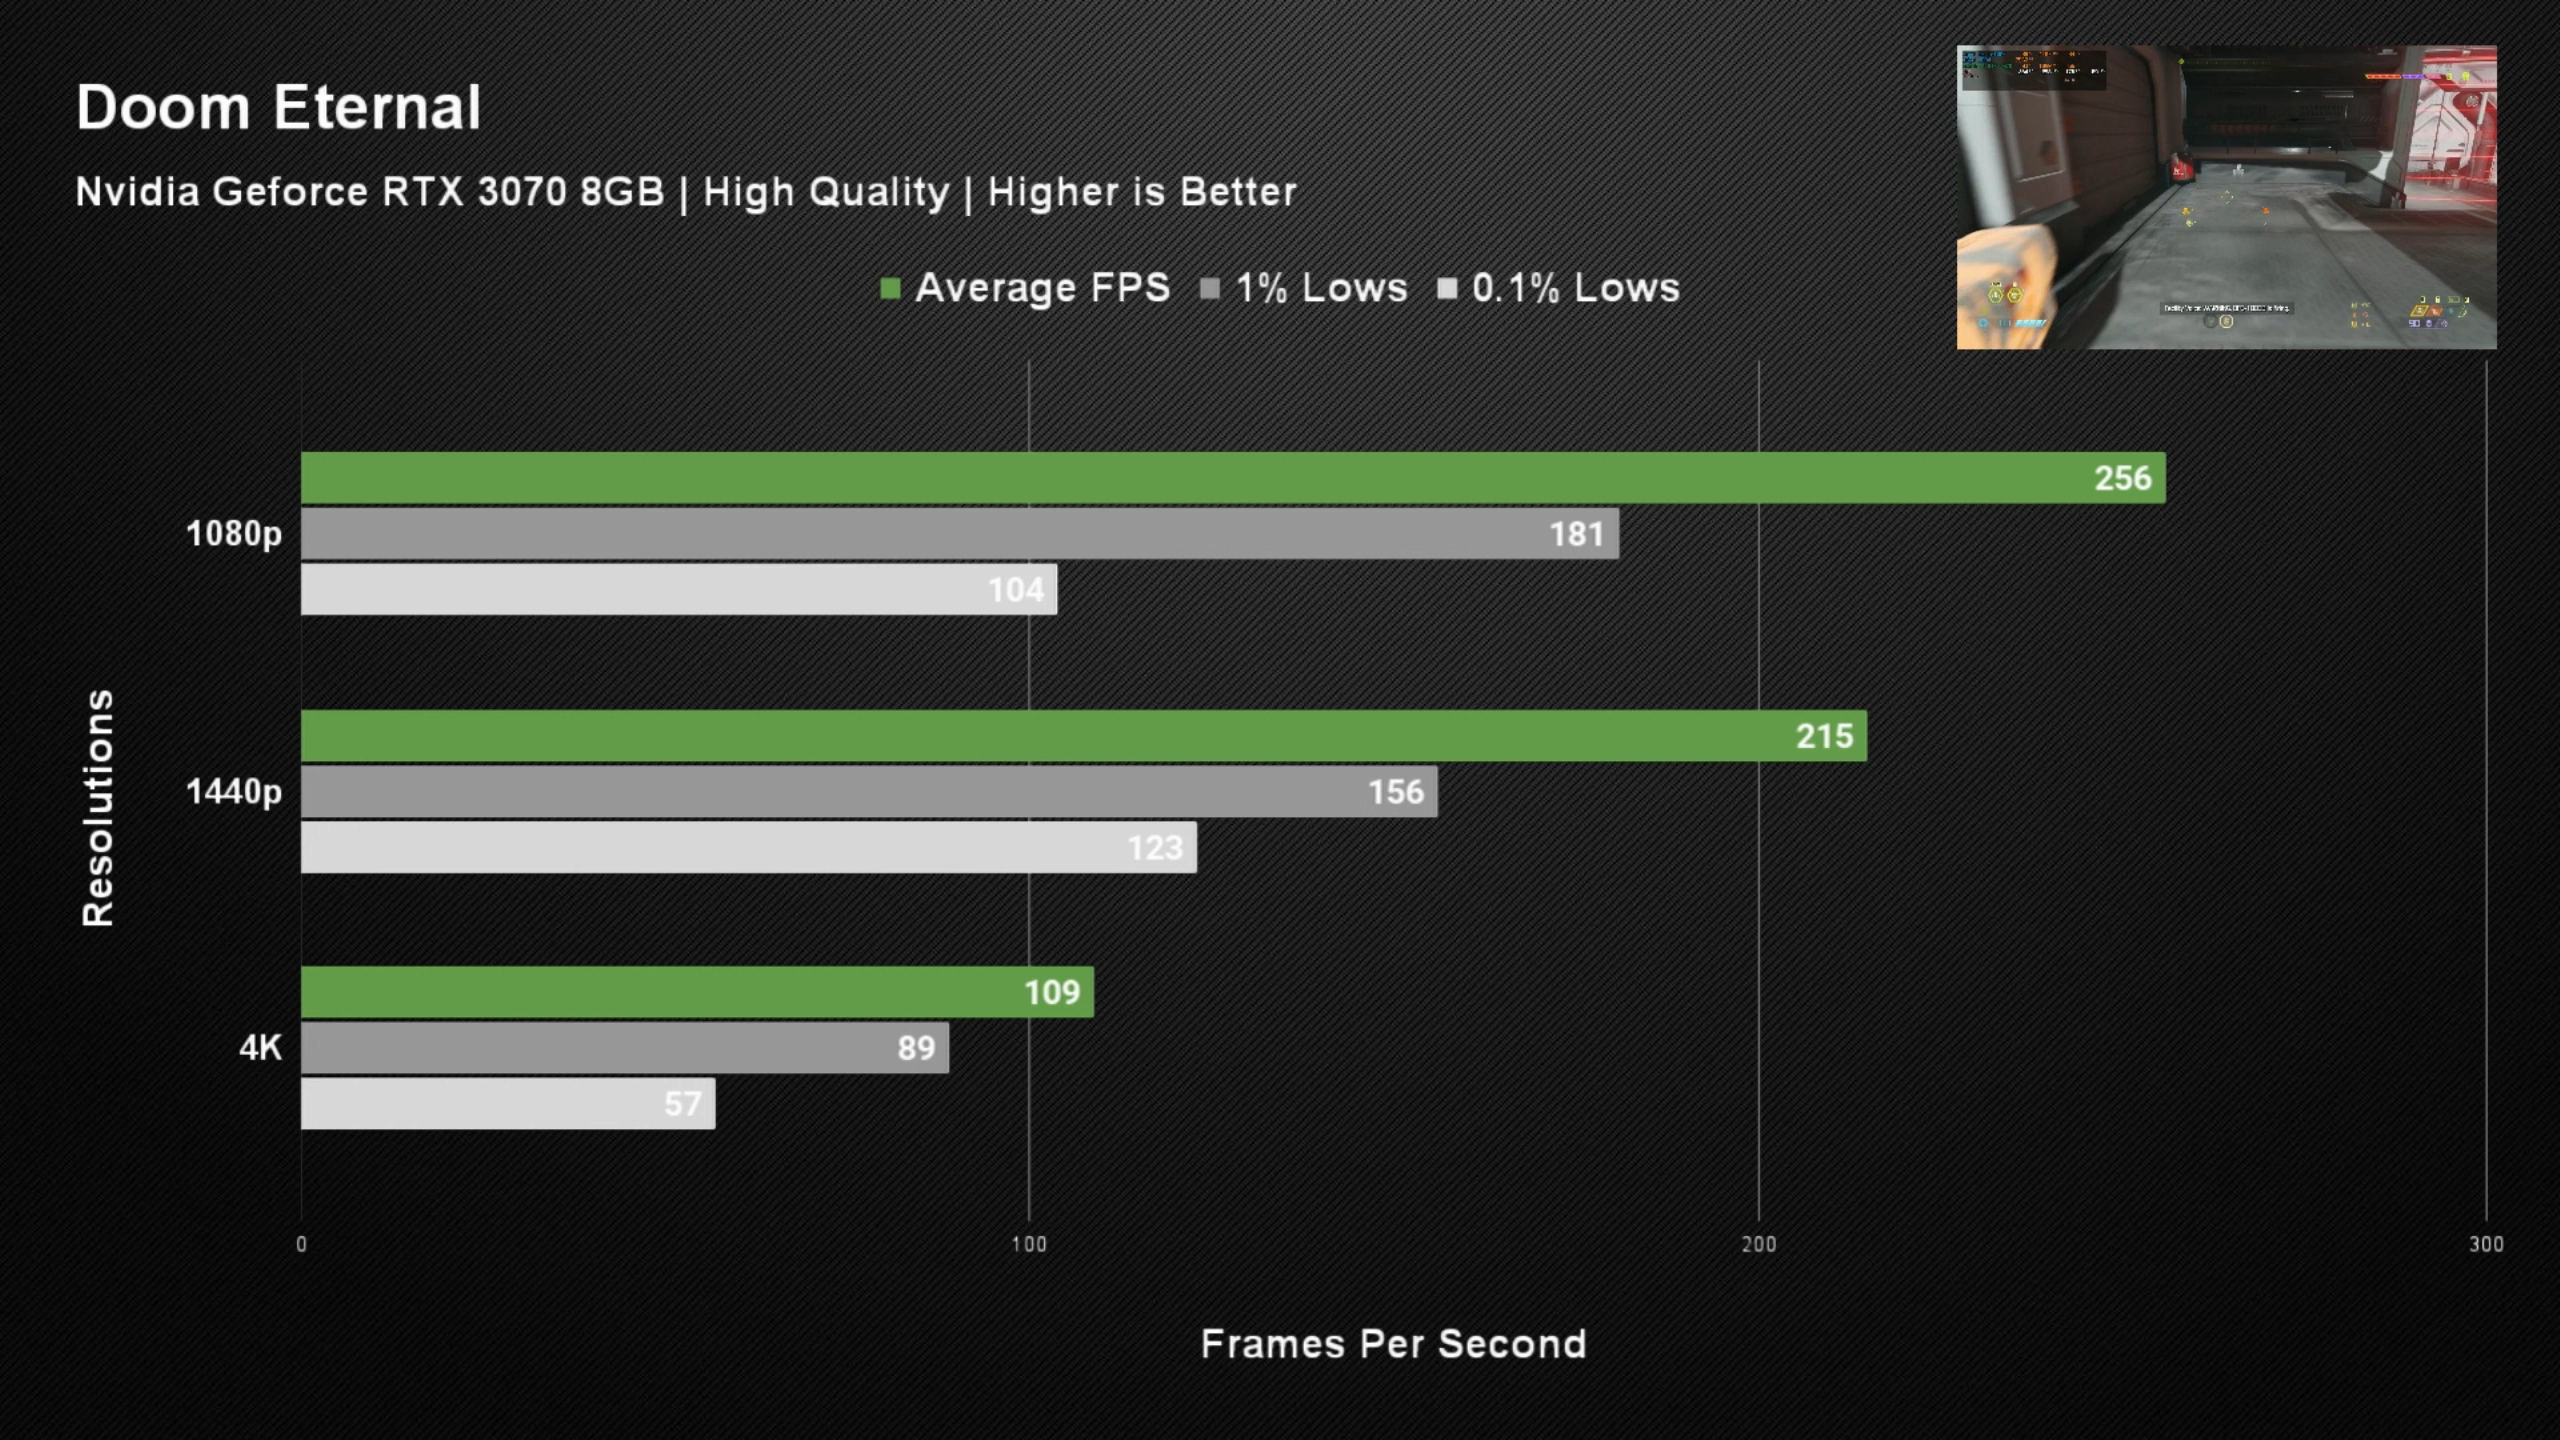 Doom Eternal
Nvidia Geforce RTX 3070 8GB | High Quality | Higher is Better
Average FPS 1% Lows 0.1% Lows
256
1080p
181
104
215
1440p
156
123
109
4K
89
57
Resolutions
0 100 200 300
Frames Per Second